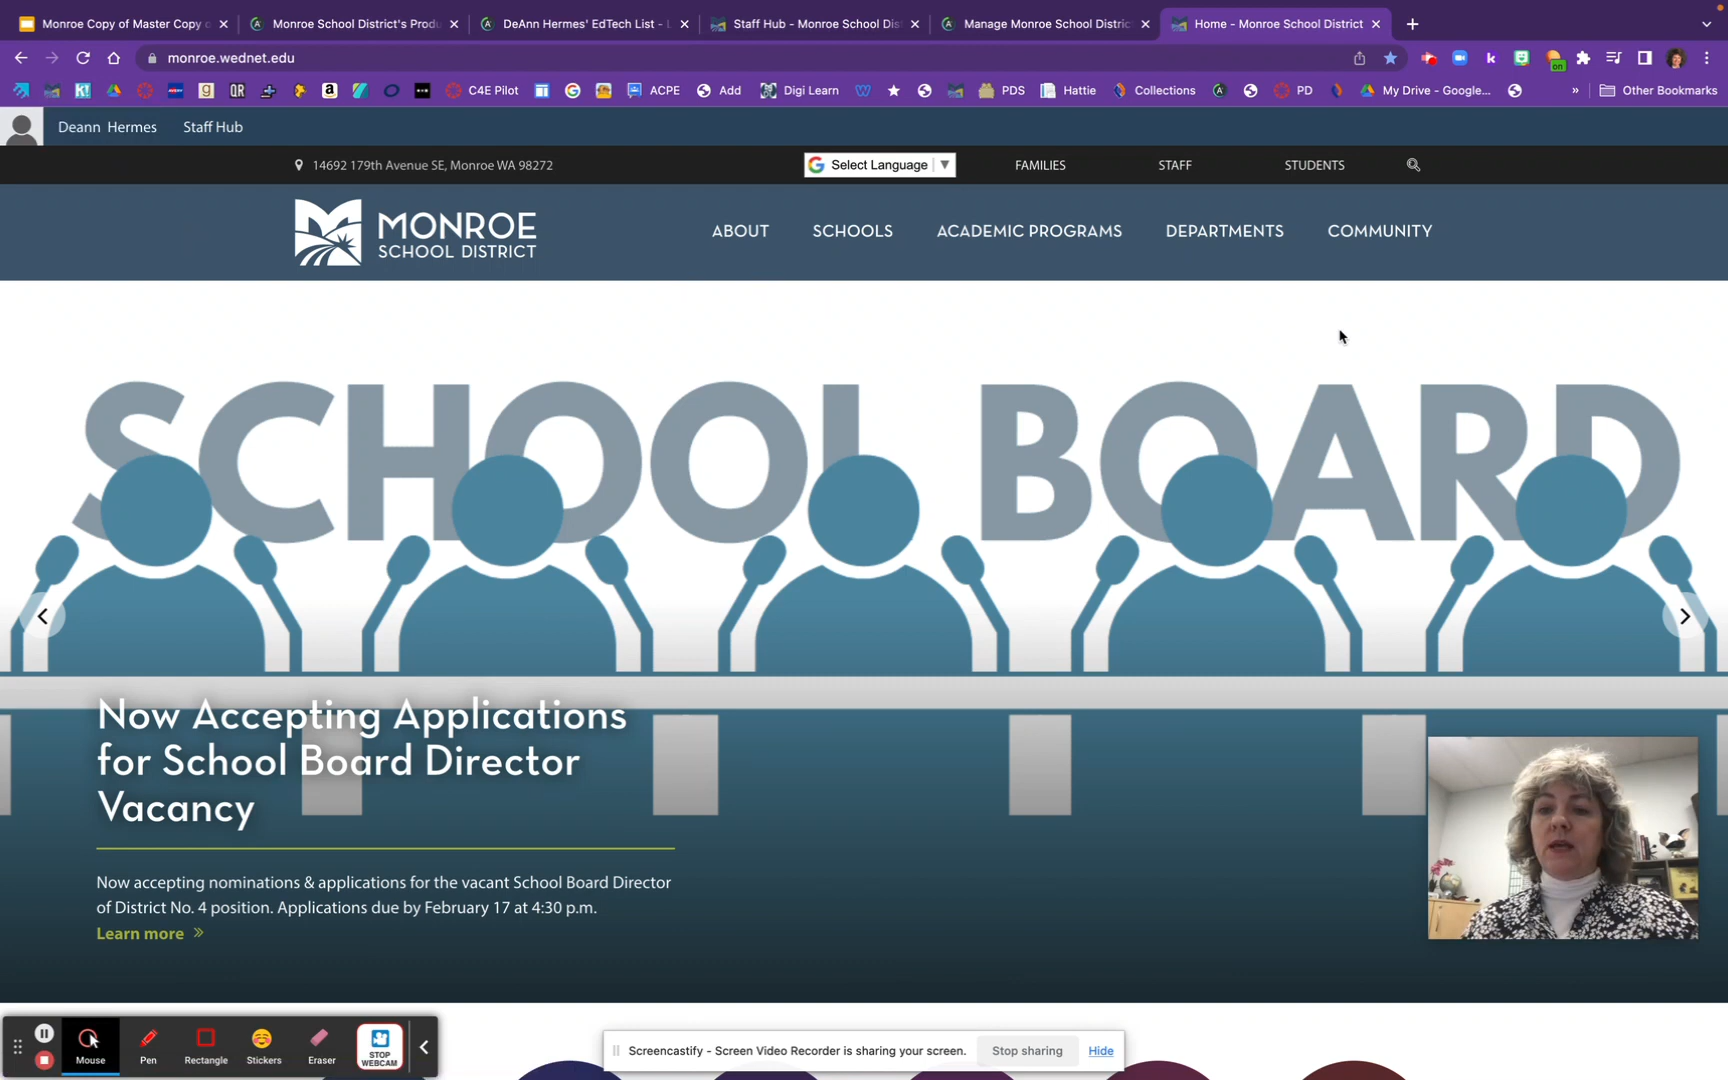 Monroe Copy of Master Copy o
Monroe School District's Produ
DeAnn Hermes' EdTech List - L
Staff Hub - Monroe School Dis
Manage Monroe School District
Home - Monroe School District
monroe.wednet.edu
C4E Pilot
ACPE
Add
Digi Learn
PDS
Hattie
Collections
PD
My Drive - Google...
Other Bookmarks
on
Deann Hermes
Staff Hub
14692 179th Avenue SE, Monroe WA 98272
Select Language
FAMILIES
STAFF
STUDENTS
MONROE
SCHOOL DISTRICT
ABOUT
SCHOOLS
ACADEMIC PROGRAMS
DEPARTMENTS
COMMUNITY
SCHOOL BOARD
Now Accepting Applications
for School Board Director
Vacancy
Now accepting nominations & applications for the vacant School Board Director
of District No. 4 position. Applications due by February 17 at 4:30 p.m.
Learn more »
Mouse
Pen
Rectangle
Stickers
Eraser
STOP
WEBCAM
Screencastify - Screen Video Recorder is sharing your screen.
Stop sharing
Hide